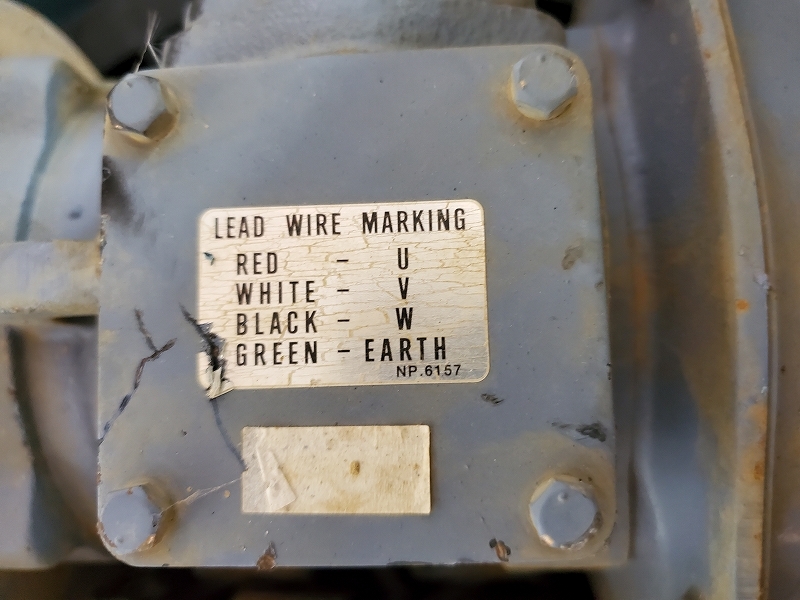 LEAD WIRE MARKING
RED - U
WHITE - V
BLACK - W
GREEN - EARTH
NP.6157